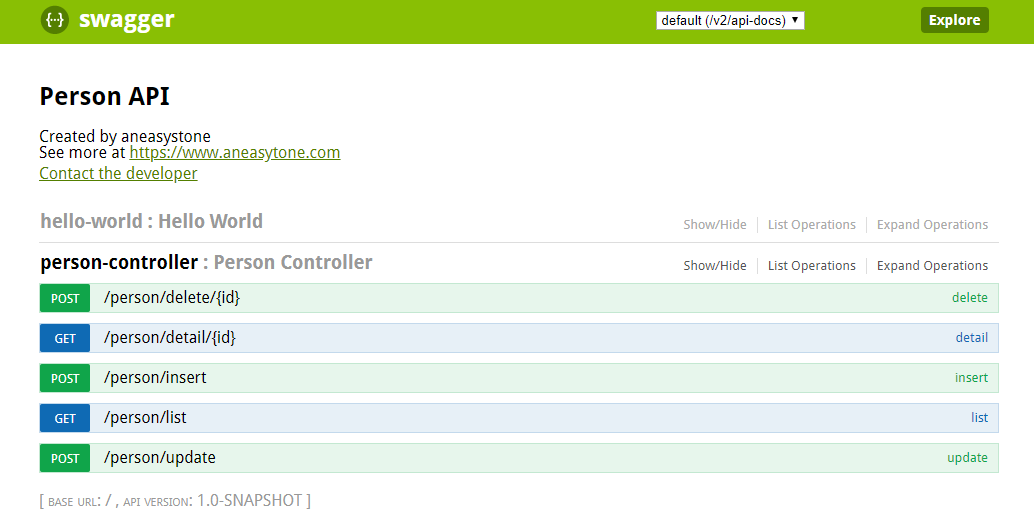 {···} swagger default (/v2/api-docs) ▼ Explore
Person API
Created by aneasystone
See more at https://www.aneasytone.com
Contact the developer
hello-world : Hello World Show/Hide List Operations Expand Operations
person-controller : Person Controller Show/Hide List Operations Expand Operations
POST /person/delete/{id} delete
GET /person/detail/{id} detail
POST /person/insert insert
GET /person/list list
POST /person/update update
[ BASE URL: / , API VERSION: 1.0-SNAPSHOT ]